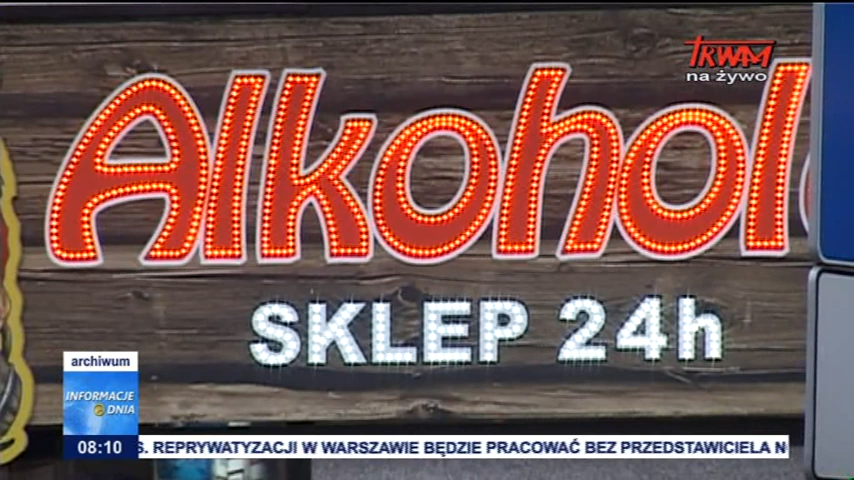 TRWAM
na żywo
Alkohol
SKLEP 24h
archiwum
INFORMACJE
DNIA
08:10
S. REPRYWATYZACJI W WARSZAWIE BĘDZIE PRACOWAĆ BEZ PRZEDSTAWICIELA N